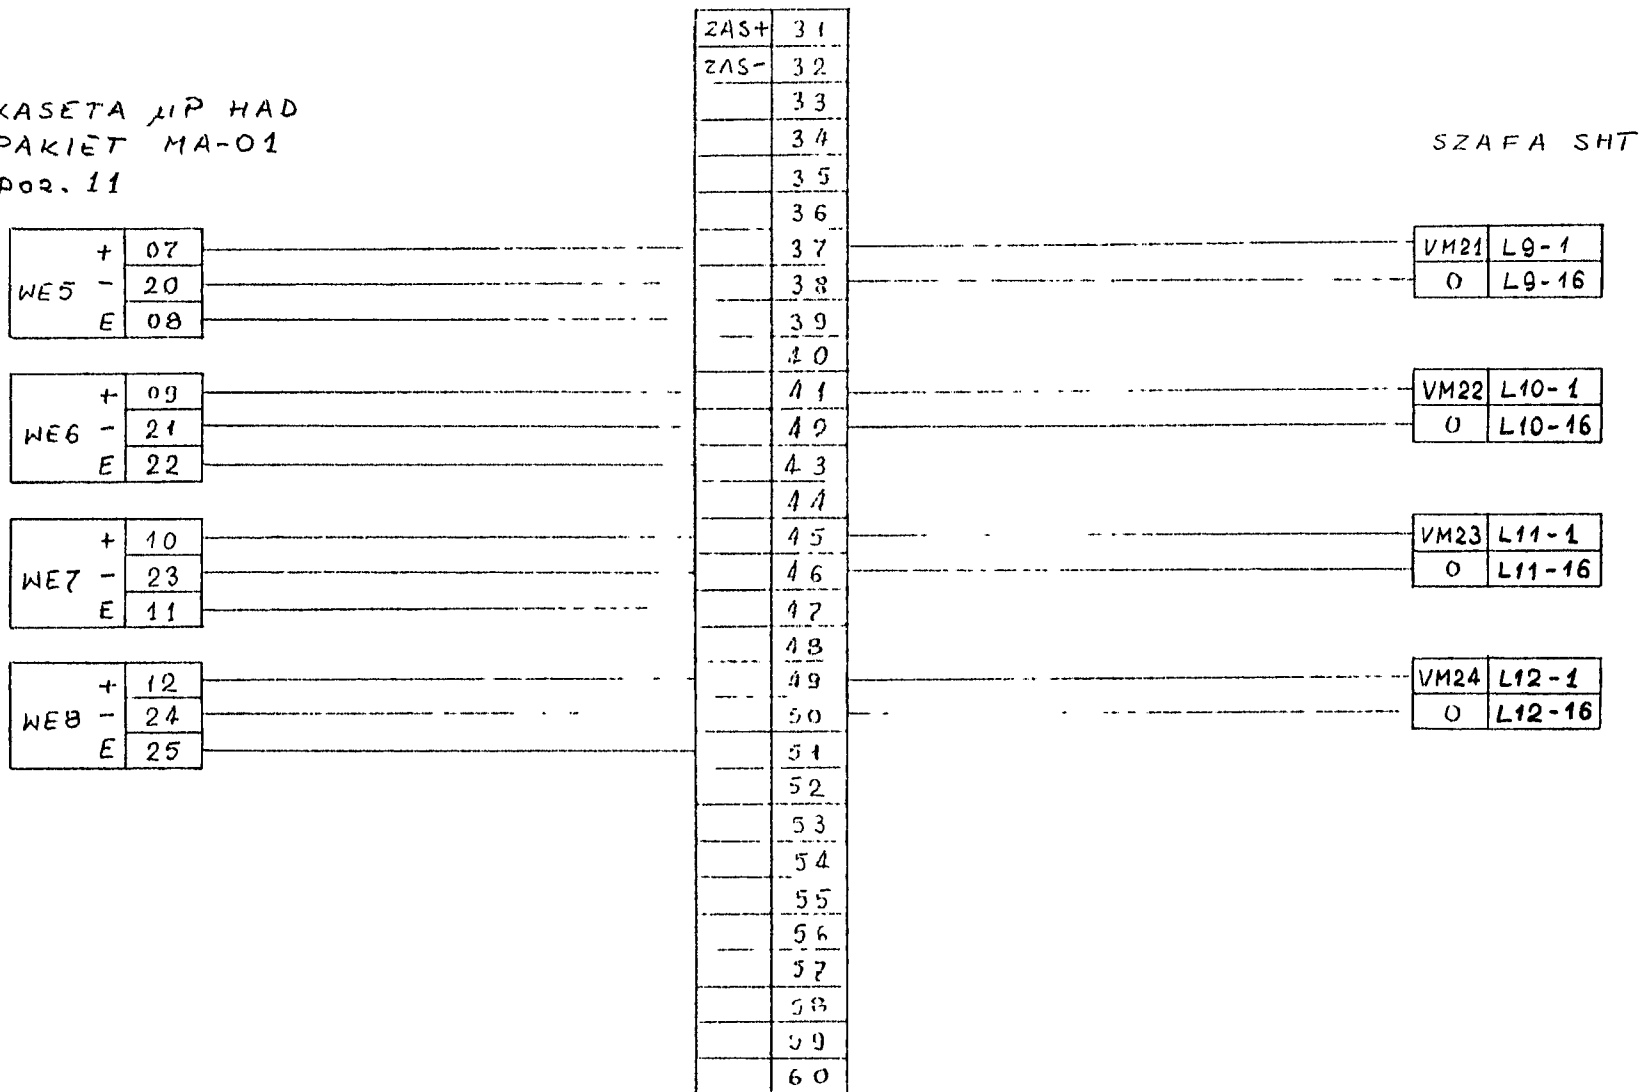 ZAS+ 31
ZAS- 32
33
KASETA µP HAD
PAKIET MA-01
34
SZAFA SHT
35
poz. 11
36
WE5 + 07
37
VM21 L9-1
- 20
38
0 L9-16
E 08
39
40
WE6 + 09
41
VM22 L10-1
- 21
42
0 L10-16
E 22
43
44
WE7 + 10
45
VM23 L11-1
- 23
46
0 L11-16
E 11
47
48
WE8 + 12
49
VM24 L12-1
- 24
50
0 L12-16
E 25
51
52
53
54
55
56
57
58
59
60